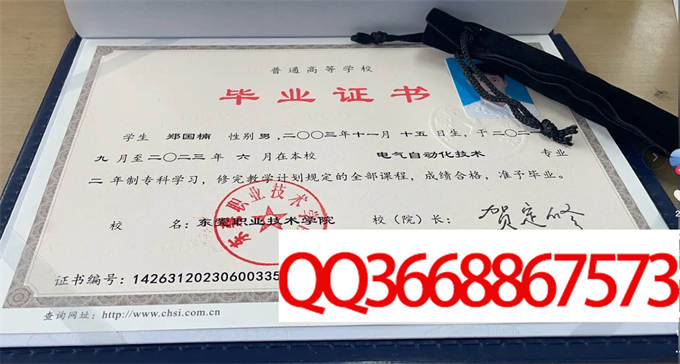 普通高等学校
毕业证书
学生 郑国楠 性别 男,二〇〇三年十一月 十五 日生,于二〇二一
九 月至二〇二三年 六 月在本校 电气自动化技术 专业
二 年制专科学习,修完教学计划规定的全部课程,成绩合格,准予毕业。
校 名:东营职业技术学院 校(院)长:贺定修
证书编号:14263120230600335
QQ3668867573
查询网址:http://www.chsi.com.cn